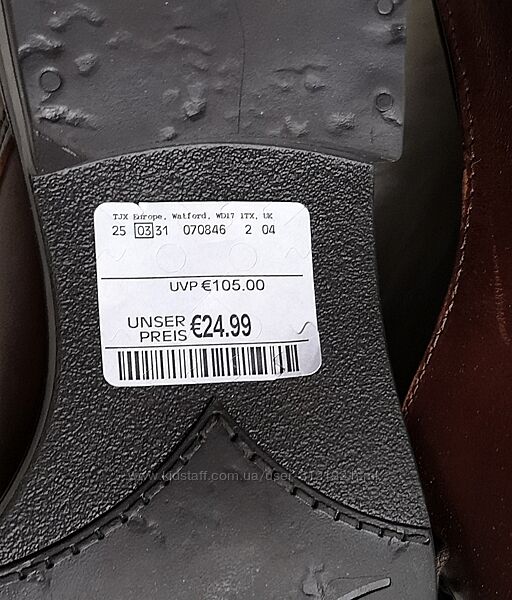 TJX Europe, Watford, WD17 1TX, UK
25 03 31 070846 2 04
UVP €105.00
UNSER PREIS €24.99